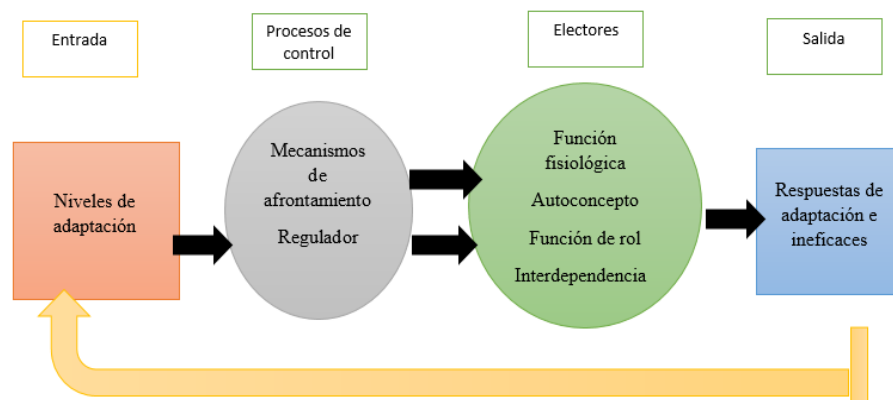 Entrada
Procesos de
control
Electores
Salida
Niveles de
adaptación
Mecanismos
de
afrontamiento
Regulador
Función
fisiológica
Autoconcepto
Función de rol
Interdependencia
Respuestas de
adaptación e
ineficaces